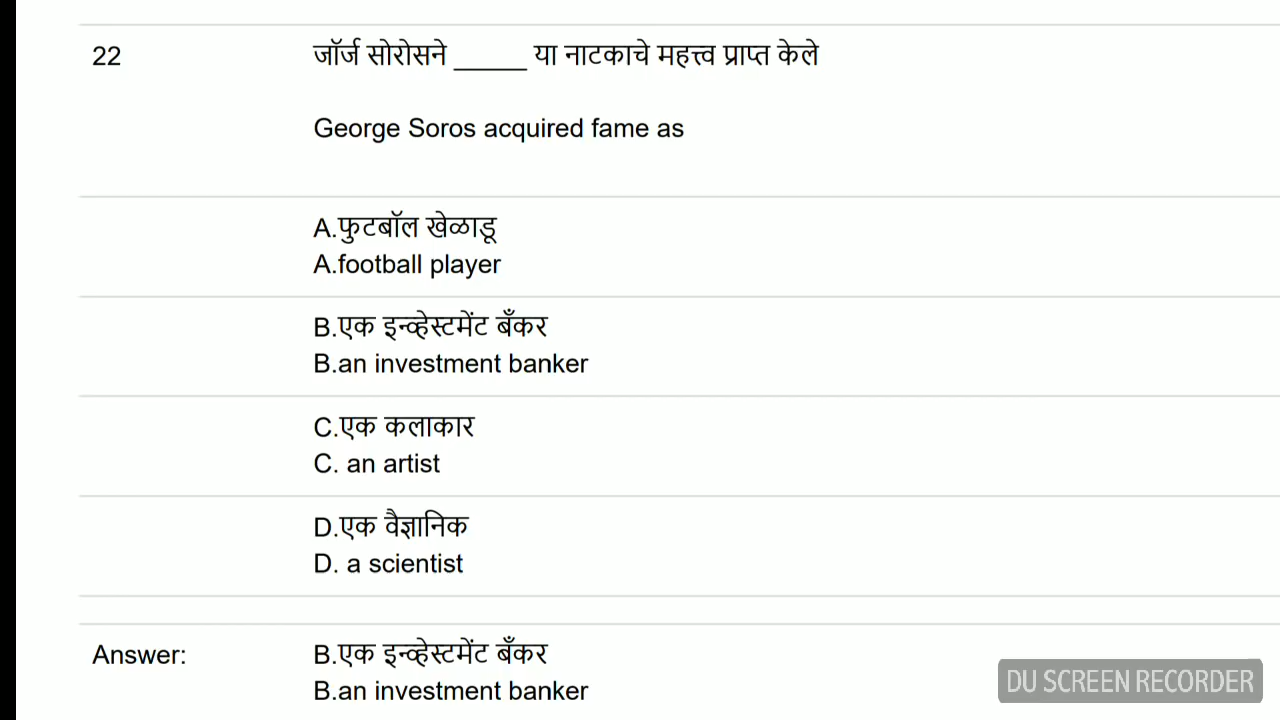 22 जॉर्ज सोरोसने _____ या नाटकाचे महत्त्व प्राप्त केले
George Soros acquired fame as
A.फुटबॉल खेळाडू
A.football player
B.एक इन्व्हेस्टमेंट बँकर
B.an investment banker
C.एक कलाकार
C. an artist
D.एक वैज्ञानिक
D. a scientist
Answer: B.एक इन्व्हेस्टमेंट बँकर
B.an investment banker
DU SCREEN RECORDER